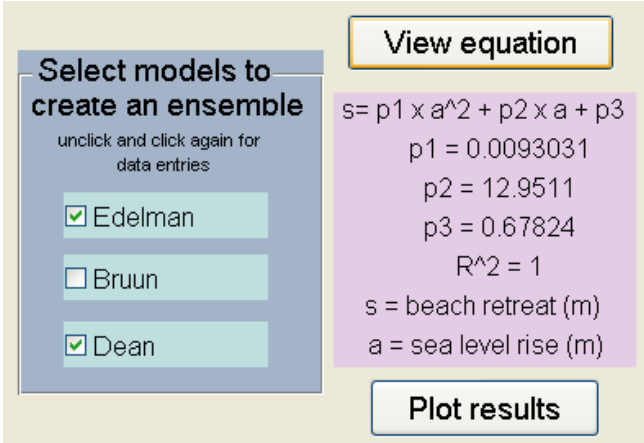 View equation
Select models to
create an ensemble
unclick and click again for
data entries
Edelman
Bruun
Dean
s= p1 x a^2 + p2 x a + p3
p1 = 0.0093031
p2 = 12.9511
p3 = 0.67824
R^2 = 1
s = beach retreat (m)
a = sea level rise (m)
Plot results